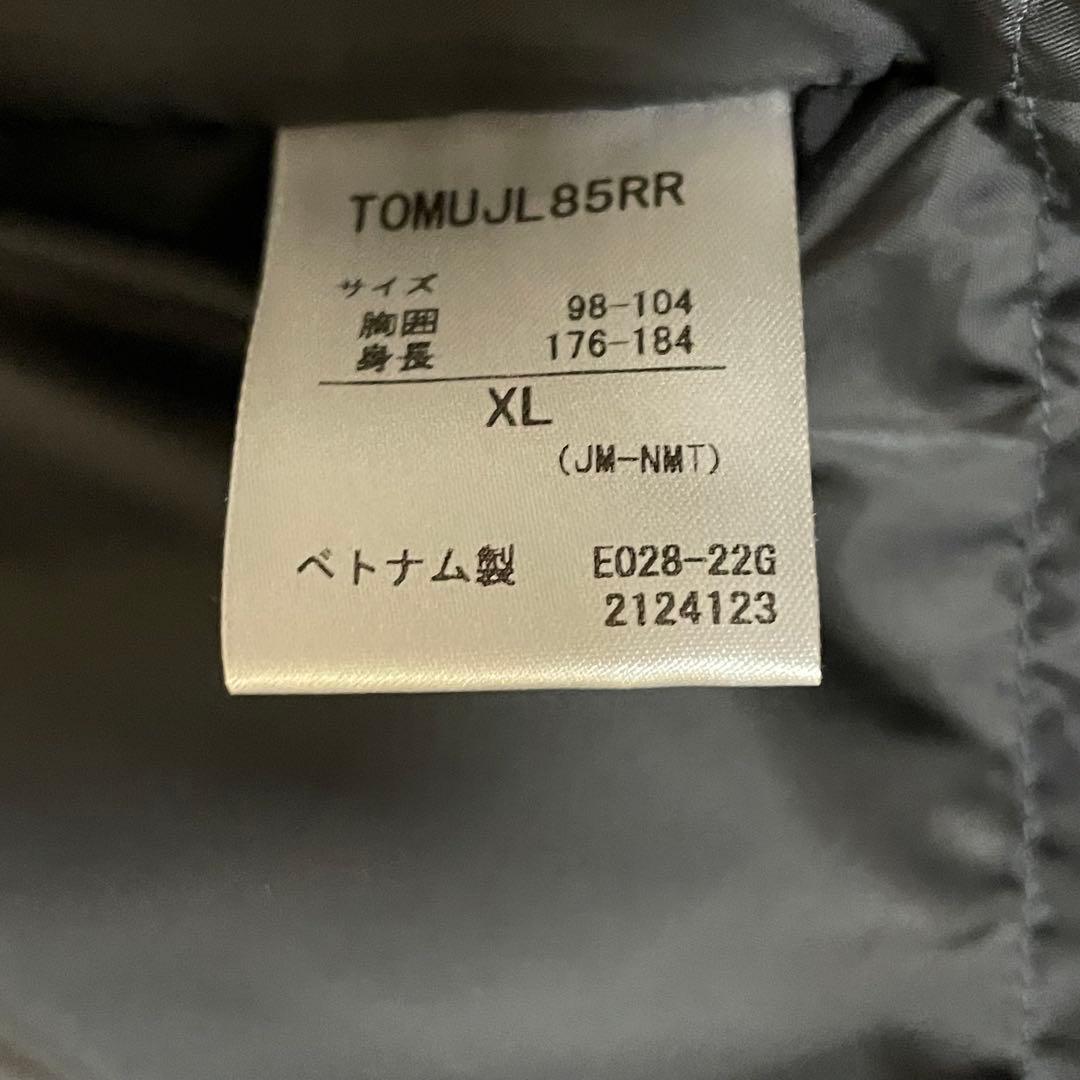 TOMUJL85RR
サイズ
胸囲 98-104
身長 176-184
XL
(JM-NMT)
ベトナム製 E028-22G
2124123